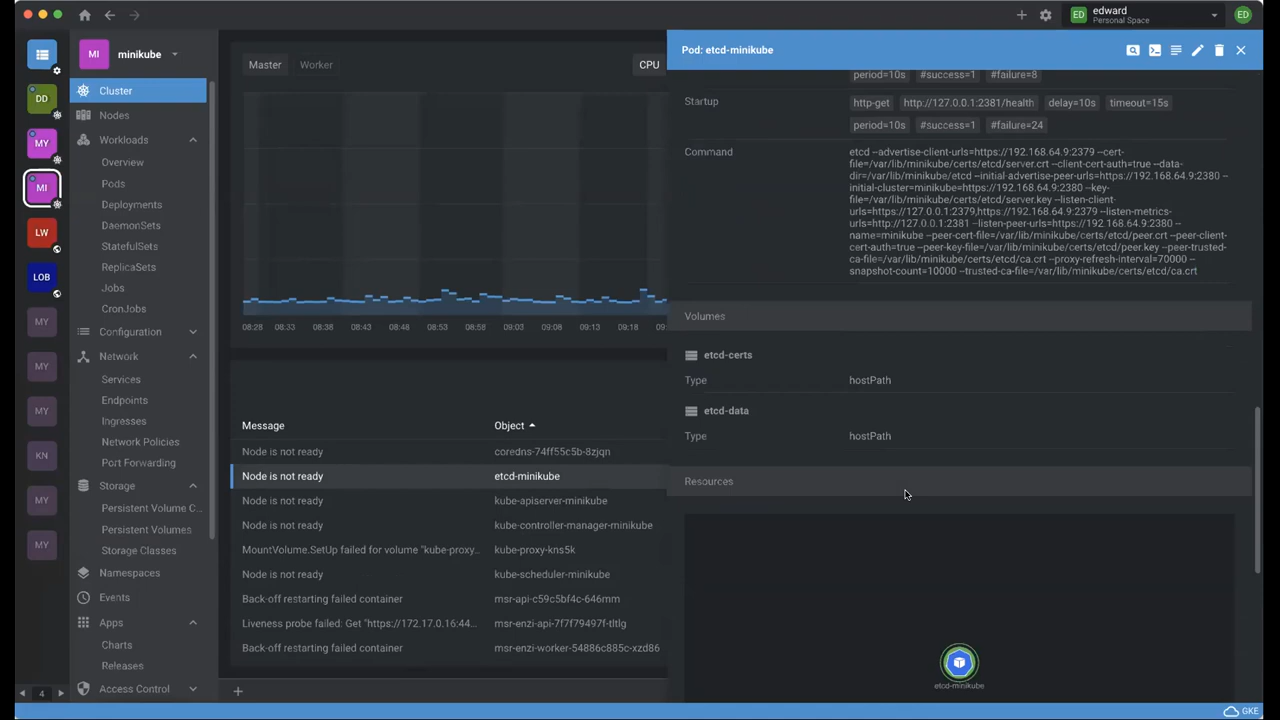 ED
edward
Personal Space
ED
MI
minikube
Master
Worker
CPU
Pod: etcd-minikube
DD
MY
MI
LW
LOB
MY
MY
MY
KN
MY
MY
4
Cluster
Nodes
Workloads
Overview
Pods
Deployments
DaemonSets
StatefulSets
ReplicaSets
Jobs
CronJobs
Configuration
Network
Services
Endpoints
Ingresses
Network Policies
Port Forwarding
Storage
Persistent Volume C...
Persistent Volumes
Storage Classes
Namespaces
Events
Apps
Charts
Releases
Access Control
08:28 08:33 08:38 08:43 08:48 08:53 08:58 09:03 09:08 09:13 09:18
Message Object
Node is not ready coredns-74ff55c5b-8zjqn
Node is not ready etcd-minikube
Node is not ready kube-apiserver-minikube
Node is not ready kube-controller-manager-minikube
MountVolume.SetUp failed for volume "kube-proxy... kube-proxy-kns5k
Node is not ready kube-scheduler-minikube
Back-off restarting failed container msr-api-c59c5bf4c-646mm
Liveness probe failed: Get "https://172.17.0.16:44... msr-enzi-api-7f7f79497f-tltlg
Back-off restarting failed container msr-enzi-worker-54886c885c-xzd86
period=10s #success=1 #failure=8
Startup http-get http://127.0.0.1:2381/health delay=10s timeout=15s
period=10s #success=1 #failure=24
Command
etcd --advertise-client-urls=https://192.168.64.9:2379 --cert-
file=/var/lib/minikube/certs/etcd/server.crt --client-cert-auth=true --data-
dir=/var/lib/minikube/etcd --initial-advertise-peer-urls=https://192.168.64.9:2380 --
initial-cluster=minikube=https://192.168.64.9:2380 --key-
file=/var/lib/minikube/certs/etcd/server.key --listen-client-
urls=https://127.0.0.1:2379,https://192.168.64.9:2379 --listen-metrics-
urls=http://127.0.0.1:2381 --listen-peer-urls=https://192.168.64.9:2380 --
name=minikube --peer-cert-file=/var/lib/minikube/certs/etcd/peer.crt --peer-client-
cert-auth=true --peer-key-file=/var/lib/minikube/certs/etcd/peer.key --peer-trusted-
ca-file=/var/lib/minikube/certs/etcd/ca.crt --proxy-refresh-interval=70000 --
snapshot-count=10000 --trusted-ca-file=/var/lib/minikube/certs/etcd/ca.crt
Volumes
etcd-certs
Type hostPath
etcd-data
Type hostPath
Resources
etcd-minikube
GKE